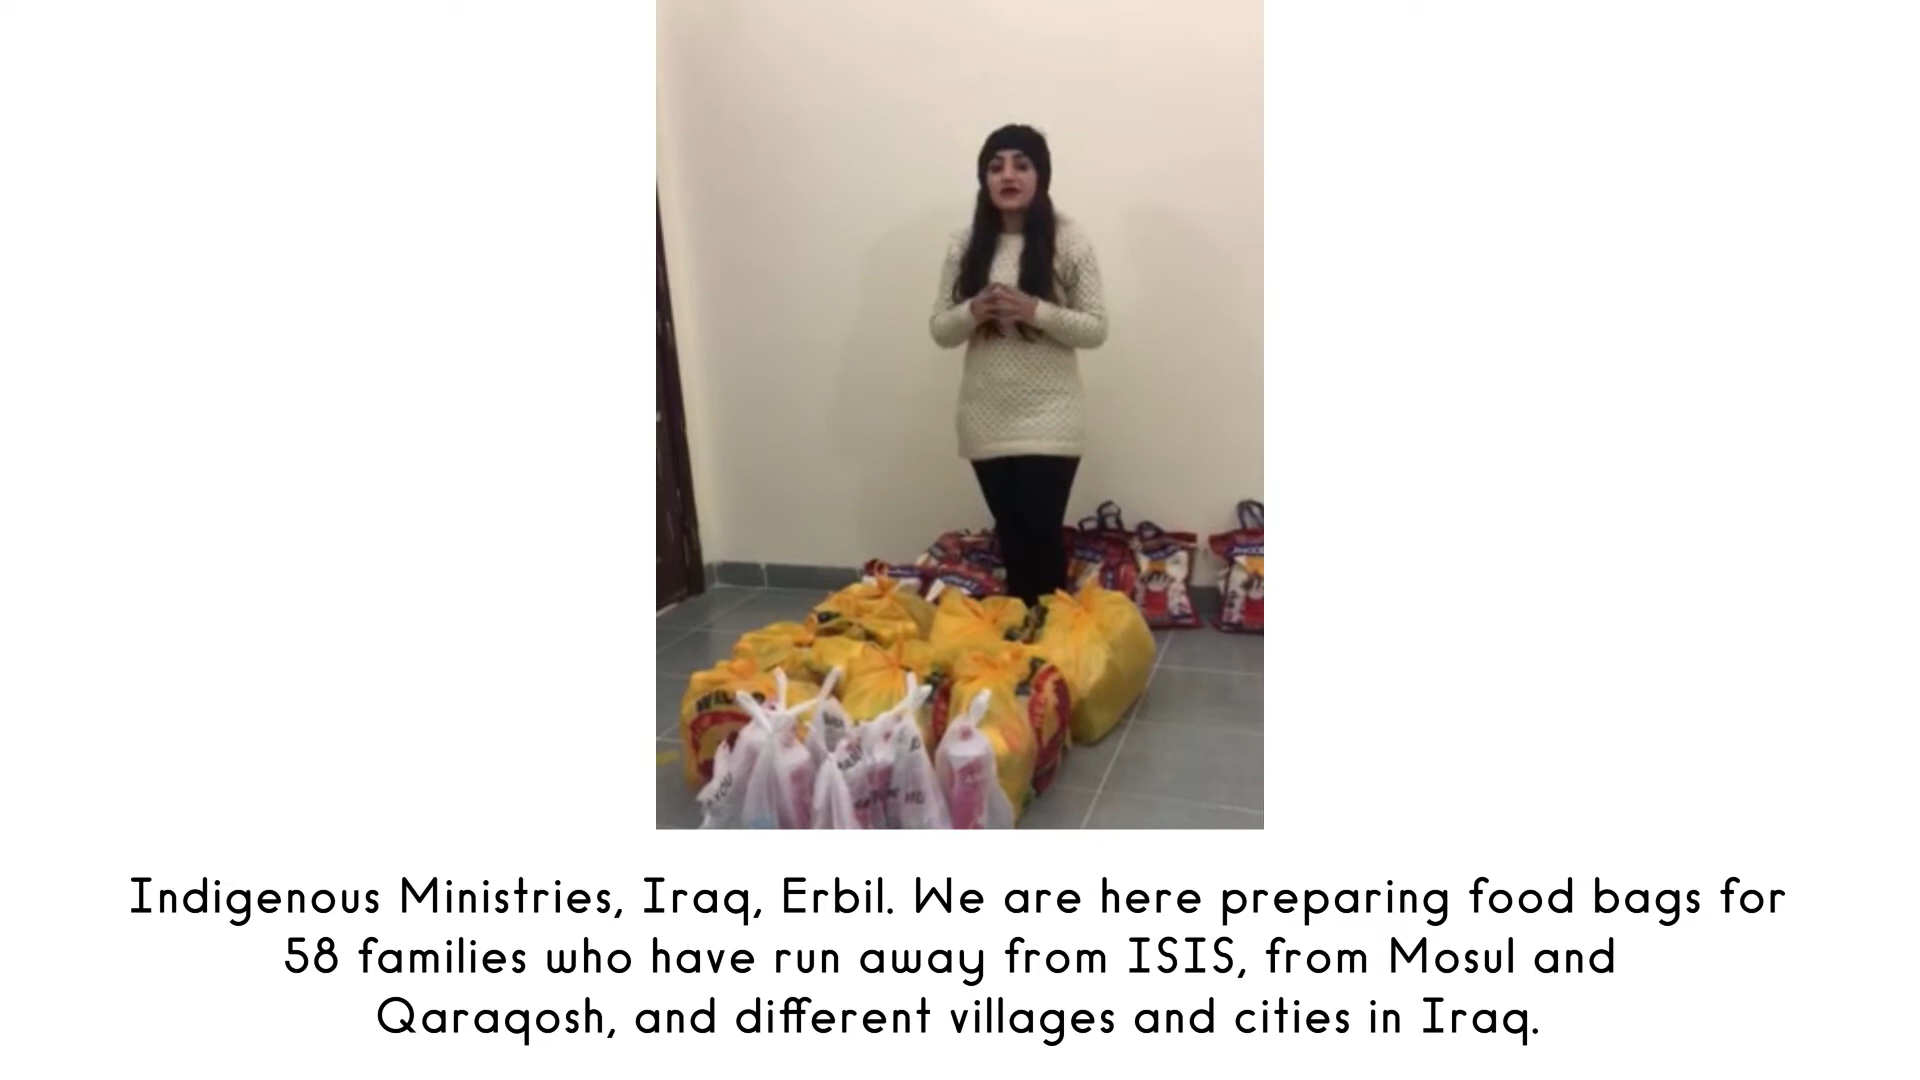 Indigenous Ministries, Iraq, Erbil. We are here preparing food bags for
58 families who have run away from ISIS, from Mosul and
Qaraqosh, and different villages and cities in Iraq.